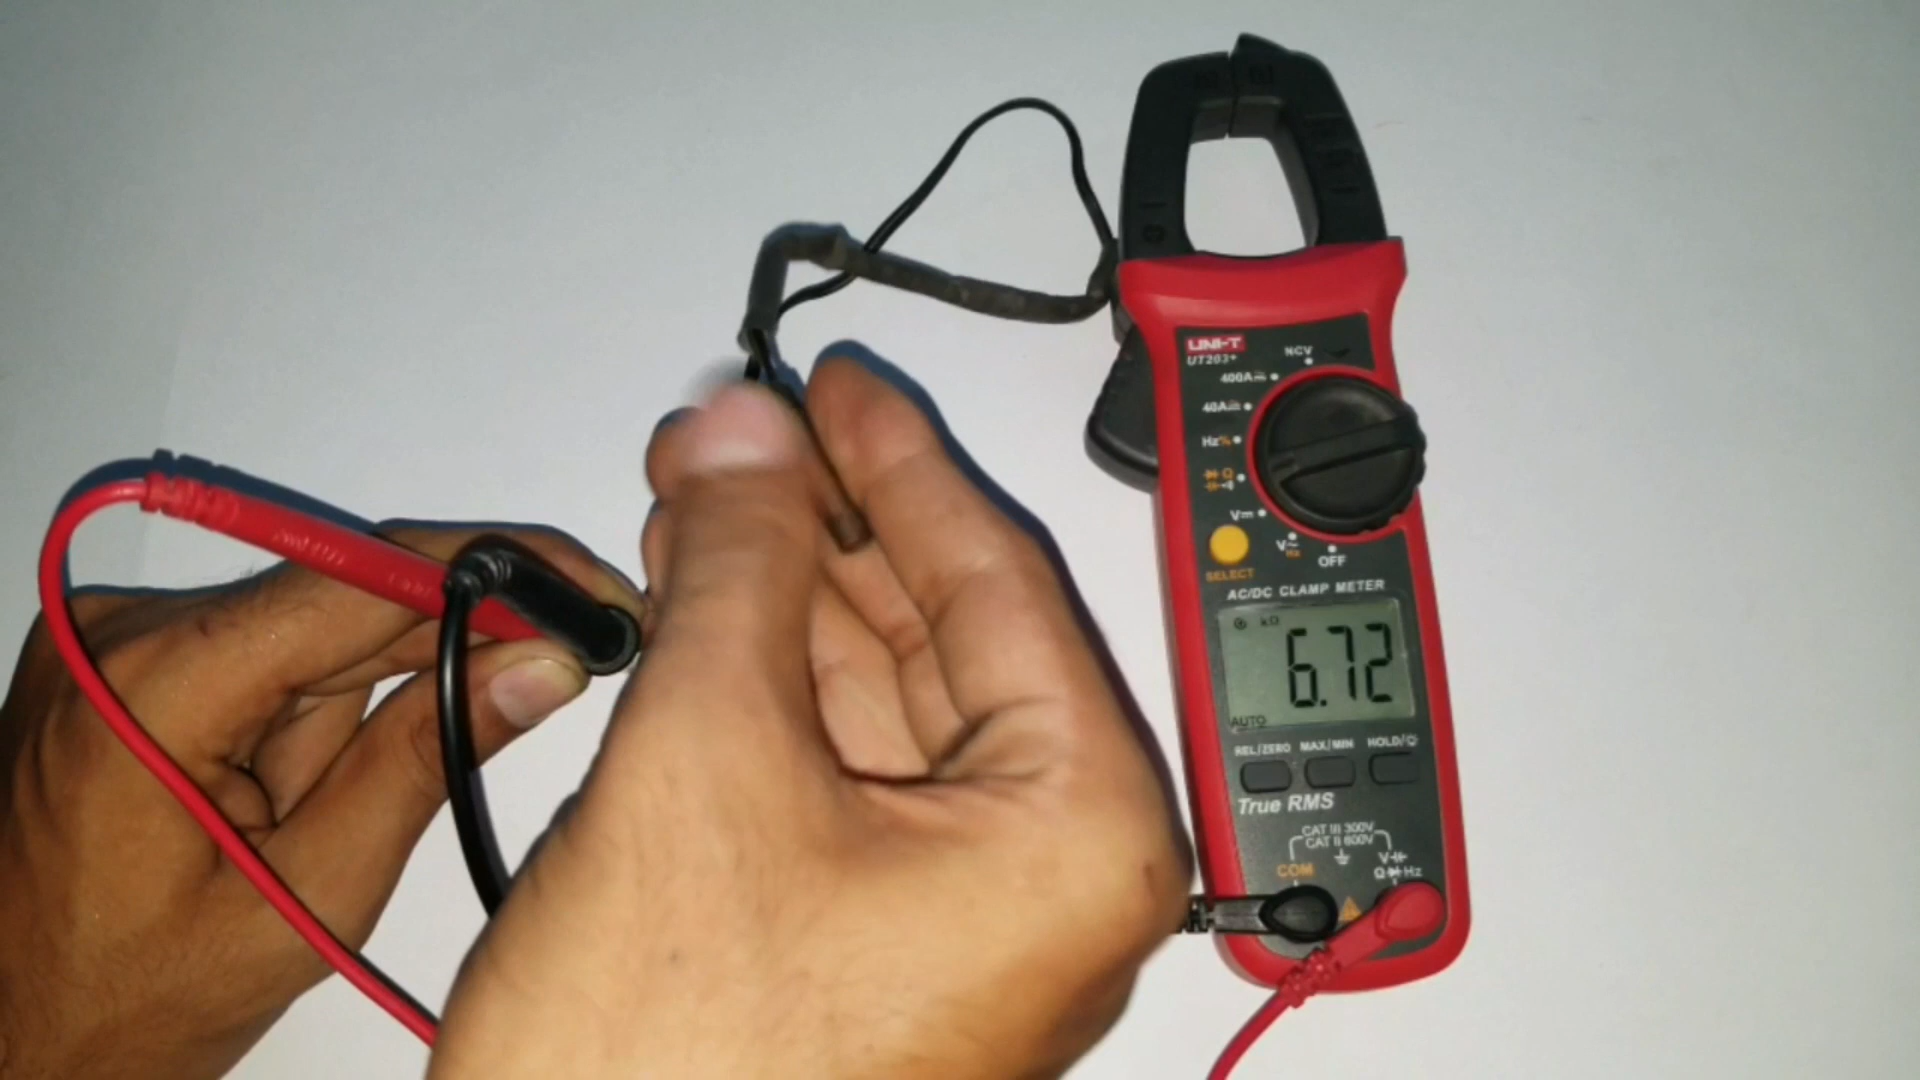 UNI-T
UT203+
NCV
400A
40A
Hz%
Ω
V
V~
Hz
OFF
SELECT
AC/DC CLAMP METER
kΩ
6.72
AUTO
REL/ZERO MAX/MIN HOLD/
True RMS
CAT III 300V
CAT II 600V
COM
V
Ω Hz